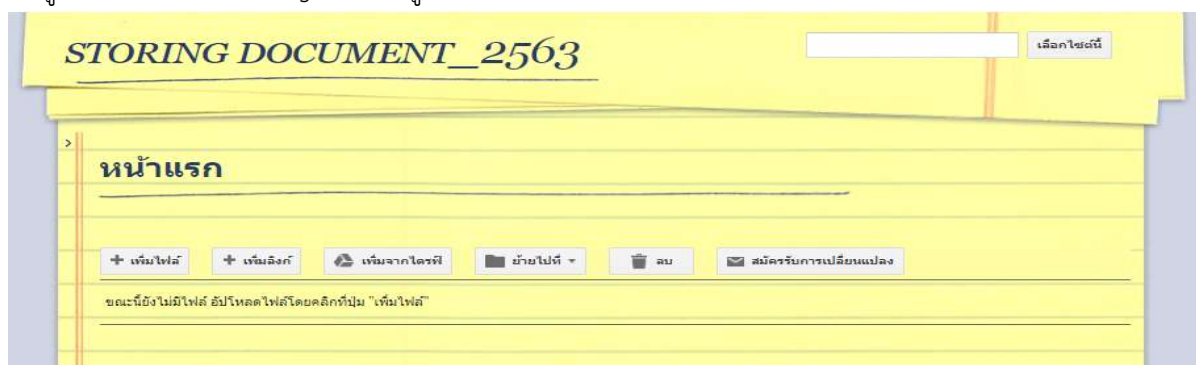 STORING DOCUMENT_2563
เลือกไซต์นี้
>
หน้าแรก
+ เพิ่มไฟล์ + เพิ่มลิงก์ เพิ่มจากไดรฟ์ ย้ายไปที่ ลบ สมัครรับการเปลี่ยนแปลง
ขณะนี้ยังไม่มีไฟล์ อัปโหลดไฟล์โดยคลิกที่ปุ่ม "เพิ่มไฟล์"